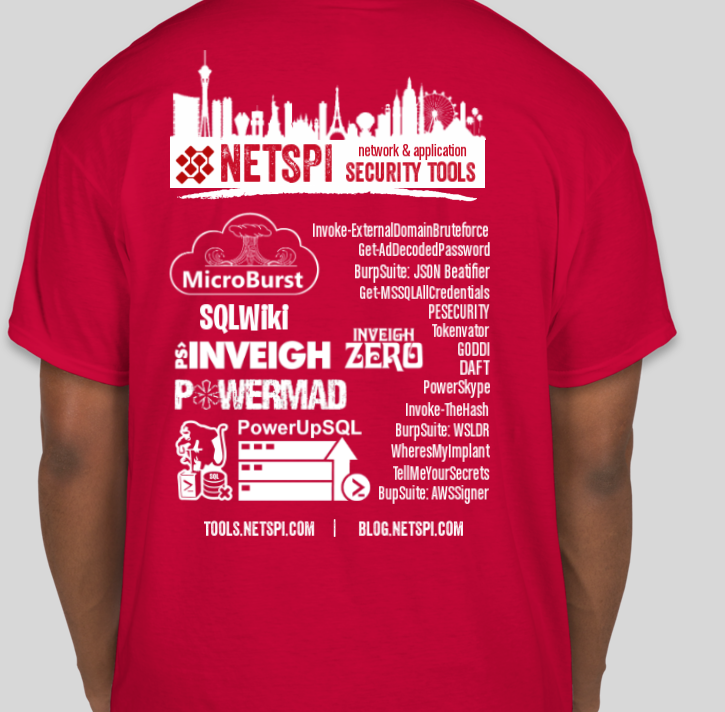 NETSPI
network & application
SECURITY TOOLS
MicroBurst
SQLWiki
PS>INVEIGH
INVEIGH
ZERO
POWERMAD
PowerUpSQL
SQL
Invoke-ExternalDomainBruteforce
Get-AdDecodedPassword
BurpSuite: JSON Beatifier
Get-MSSQLAllCredentials
PESECURITY
Tokenvator
GODDI
DAFT
PowerSkype
Invoke-TheHash
BurpSuite: WSLDR
WheresMyImplant
TellMeYourSecrets
BupSuite: AWSSigner
TOOLS.NETSPI.COM | BLOG.NETSPI.COM